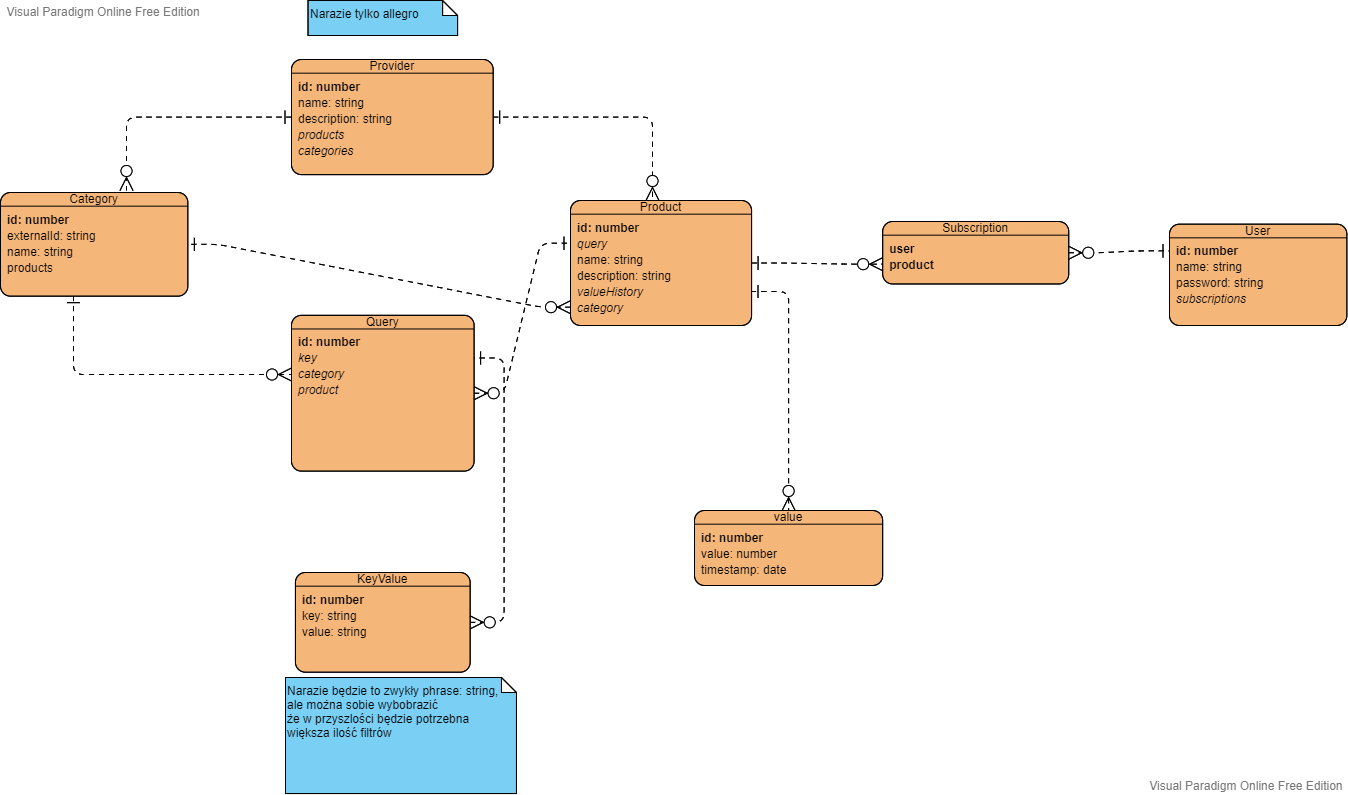 Visual Paradigm Online Free Edition
Narazie tylko allegro
Provider
id: number
name: string
description: string
products
categories
Category
id: number
externalId: string
name: string
products
Product
id: number
query
name: string
description: string
valueHistory
category
Subscription
user
product
User
id: number
name: string
password: string
subscriptions
Query
id: number
key
category
product
value
id: number
value: number
timestamp: date
KeyValue
id: number
key: string
value: string
Narazie będzie to zwykły phrase: string,
ale można sobie wybobrazić
że w przyszlości będzie potrzebna
większa ilość filtrów
Visual Paradigm Online Free Edition